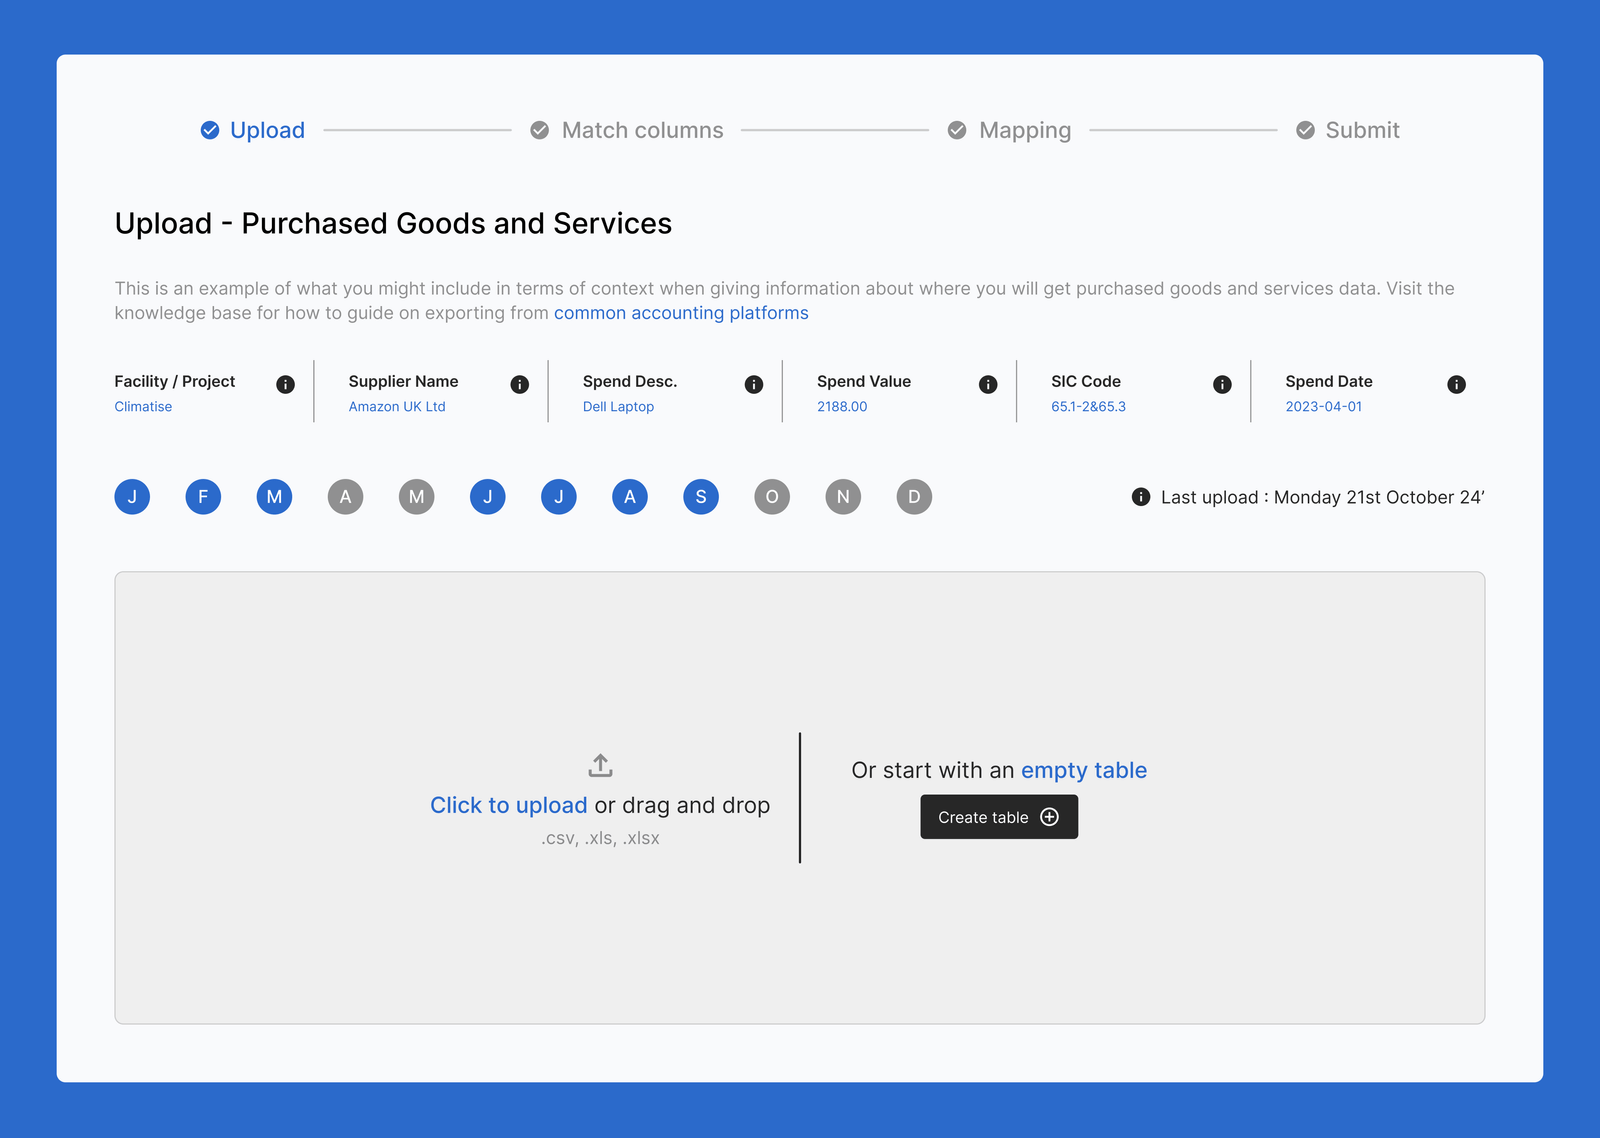 Upload Match columns Mapping Submit
Upload - Purchased Goods and Services
This is an example of what you might include in terms of context when giving information about where you will get purchased goods and services data. Visit the
knowledge base for how to guide on exporting from common accounting platforms
Facility / Project Supplier Name Spend Desc. Spend Value SIC Code Spend Date
Climatise Amazon UK Ltd Dell Laptop 2188.00 65.1-2&65.3 2023-04-01
J F M A M J J A S O N D Last upload : Monday 21st October 24’
Click to upload or drag and drop
.csv, .xls, .xlsx
Or start with an empty table
Create table